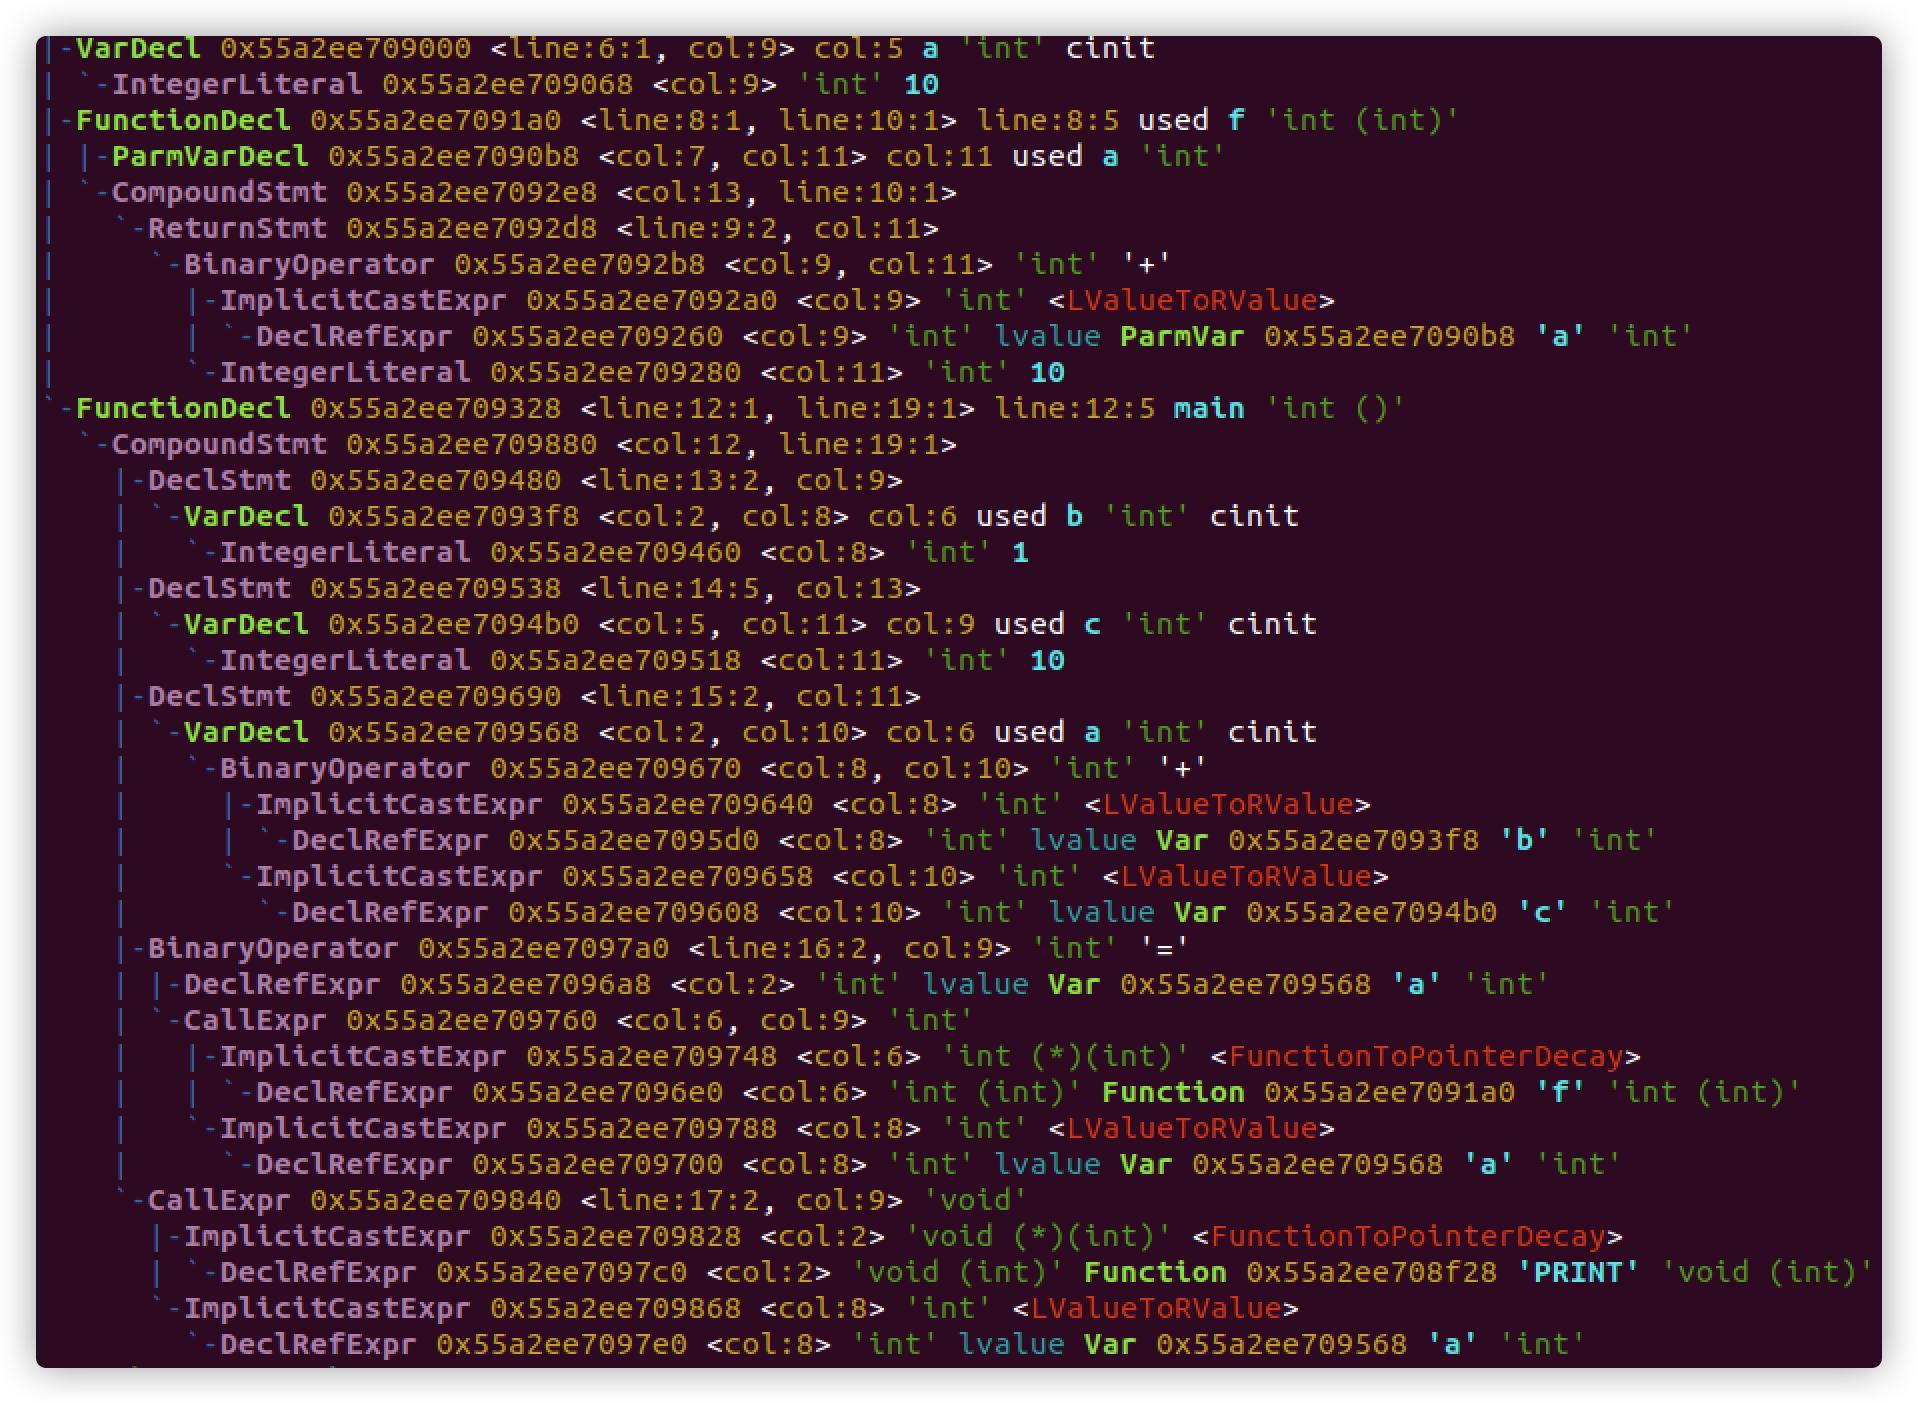 |-VarDecl 0x55a2ee709000 <line:6:1, col:9> col:5 a 'int' cinit
| `-IntegerLiteral 0x55a2ee709068 <col:9> 'int' 10
|-FunctionDecl 0x55a2ee7091a0 <line:8:1, line:10:1> line:8:5 used f 'int (int)'
| |-ParmVarDecl 0x55a2ee7090b8 <col:7, col:11> col:11 used a 'int'
| `-CompoundStmt 0x55a2ee7092e8 <col:13, line:10:1>
|   `-ReturnStmt 0x55a2ee7092d8 <line:9:2, col:11>
|     `-BinaryOperator 0x55a2ee7092b8 <col:9, col:11> 'int' '+'
|       |-ImplicitCastExpr 0x55a2ee7092a0 <col:9> 'int' <LValueToRValue>
|       | `-DeclRefExpr 0x55a2ee709260 <col:9> 'int' lvalue ParmVar 0x55a2ee7090b8 'a' 'int'
|       `-IntegerLiteral 0x55a2ee709280 <col:11> 'int' 10
`-FunctionDecl 0x55a2ee709328 <line:12:1, line:19:1> line:12:5 main 'int ()'
  `-CompoundStmt 0x55a2ee709880 <col:12, line:19:1>
    |-DeclStmt 0x55a2ee709480 <line:13:2, col:9>
    | `-VarDecl 0x55a2ee7093f8 <col:2, col:8> col:6 used b 'int' cinit
    |   `-IntegerLiteral 0x55a2ee709460 <col:8> 'int' 1
    |-DeclStmt 0x55a2ee709538 <line:14:5, col:13>
    | `-VarDecl 0x55a2ee7094b0 <col:5, col:11> col:9 used c 'int' cinit
    |   `-IntegerLiteral 0x55a2ee709518 <col:11> 'int' 10
    |-DeclStmt 0x55a2ee709690 <line:15:2, col:11>
    | `-VarDecl 0x55a2ee709568 <col:2, col:10> col:6 used a 'int' cinit
    |   `-BinaryOperator 0x55a2ee709670 <col:8, col:10> 'int' '+'
    |     |-ImplicitCastExpr 0x55a2ee709640 <col:8> 'int' <LValueToRValue>
    |     | `-DeclRefExpr 0x55a2ee7095d0 <col:8> 'int' lvalue Var 0x55a2ee7093f8 'b' 'int'
    |     `-ImplicitCastExpr 0x55a2ee709658 <col:10> 'int' <LValueToRValue>
    |       `-DeclRefExpr 0x55a2ee709608 <col:10> 'int' lvalue Var 0x55a2ee7094b0 'c' 'int'
    |-BinaryOperator 0x55a2ee7097a0 <line:16:2, col:9> 'int' '='
    | |-DeclRefExpr 0x55a2ee7096a8 <col:2> 'int' lvalue Var 0x55a2ee709568 'a' 'int'
    | `-CallExpr 0x55a2ee709760 <col:6, col:9> 'int'
    |   |-ImplicitCastExpr 0x55a2ee709748 <col:6> 'int (*)(int)' <FunctionToPointerDecay>
    |   | `-DeclRefExpr 0x55a2ee7096e0 <col:6> 'int (int)' Function 0x55a2ee7091a0 'f' 'int (int)'
    |   `-ImplicitCastExpr 0x55a2ee709788 <col:8> 'int' <LValueToRValue>
    |     `-DeclRefExpr 0x55a2ee709700 <col:8> 'int' lvalue Var 0x55a2ee709568 'a' 'int'
    `-CallExpr 0x55a2ee709840 <line:17:2, col:9> 'void'
      |-ImplicitCastExpr 0x55a2ee709828 <col:2> 'void (*)(int)' <FunctionToPointerDecay>
      | `-DeclRefExpr 0x55a2ee7097c0 <col:2> 'void (int)' Function 0x55a2ee708f28 'PRINT' 'void (int)'
      `-ImplicitCastExpr 0x55a2ee709868 <col:8> 'int' <LValueToRValue>
        `-DeclRefExpr 0x55a2ee7097e0 <col:8> 'int' lvalue Var 0x55a2ee709568 'a' 'int'